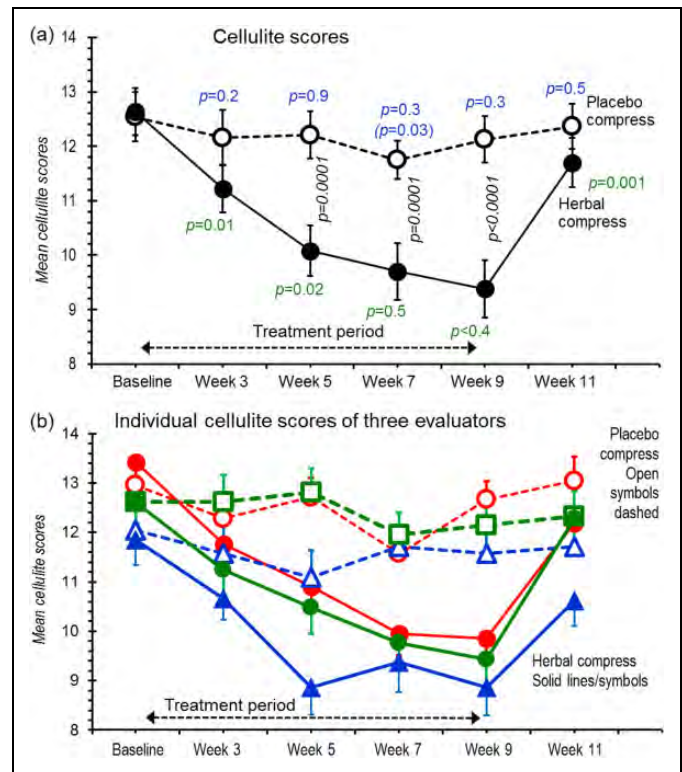 (a)
Cellulite scores
Mean cellulite scores
14
13
12
11
10
9
8
p=0.2
p=0.9
p=0.3
(p=0.03)
p=0.3
p=0.5
Placebo
compress
p=0.0001
p=0.0001
p<0.0001
p=0.01
p=0.02
p=0.5
p<0.4
Herbal
compress
p=0.001
Treatment period
Baseline Week 3 Week 5 Week 7 Week 9 Week 11
(b)
Individual cellulite scores of three evaluators
Mean cellulite scores
14
13
12
11
10
9
8
Placebo
compress
Open
symbols
dashed
Herbal compress
Solid lines/symbols
Treatment period
Baseline Week 3 Week 5 Week 7 Week 9 Week 11